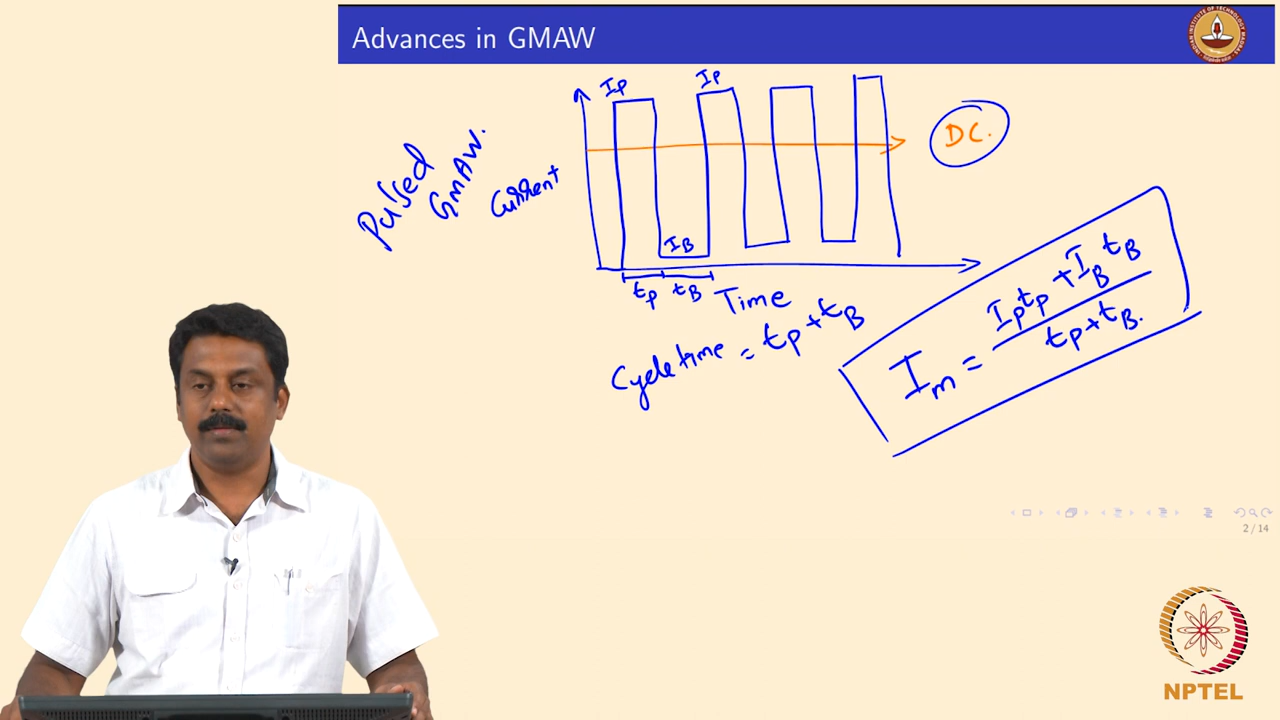 Advances in GMAW
Pulsed
GMAW.
Current
IP
IP
DC.
IB
tp
tB
Time
Cycle time = tp + tB
Im = Iptp + IBtB
tp + tB.
2 / 14
NPTEL